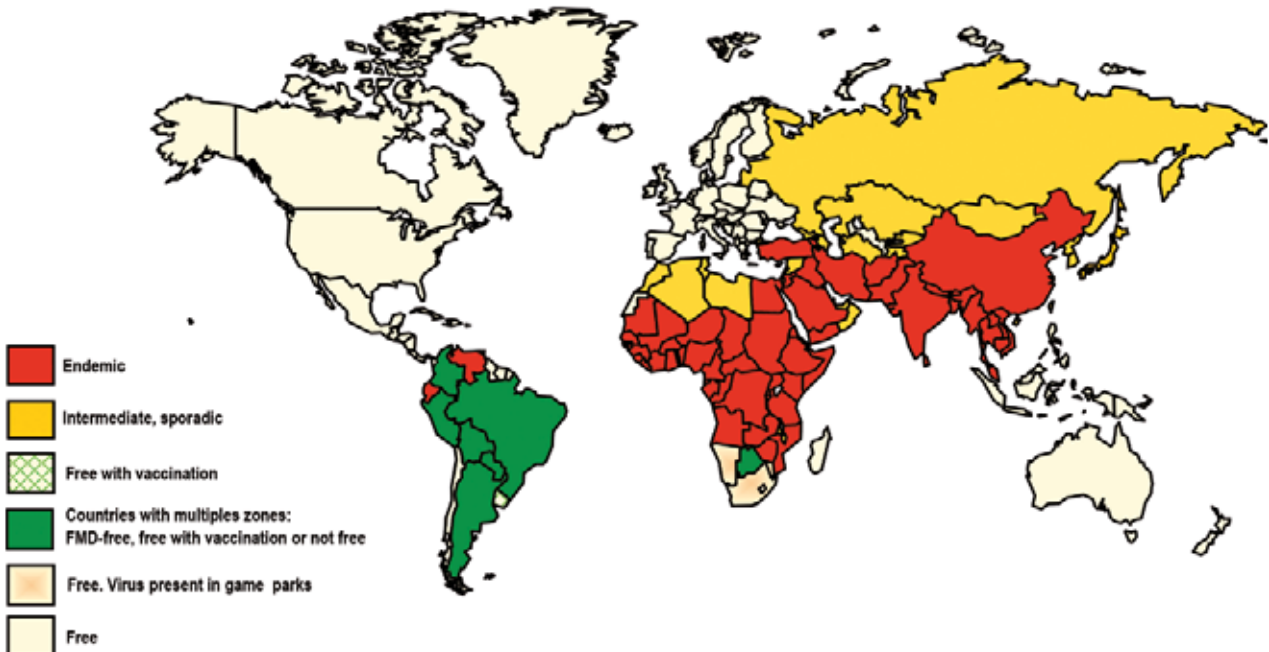 Endemic
Intermediate, sporadic
Free with vaccination
Countries with multiples zones:
FMD-free, free with vaccination or not free
Free. Virus present in game parks
Free